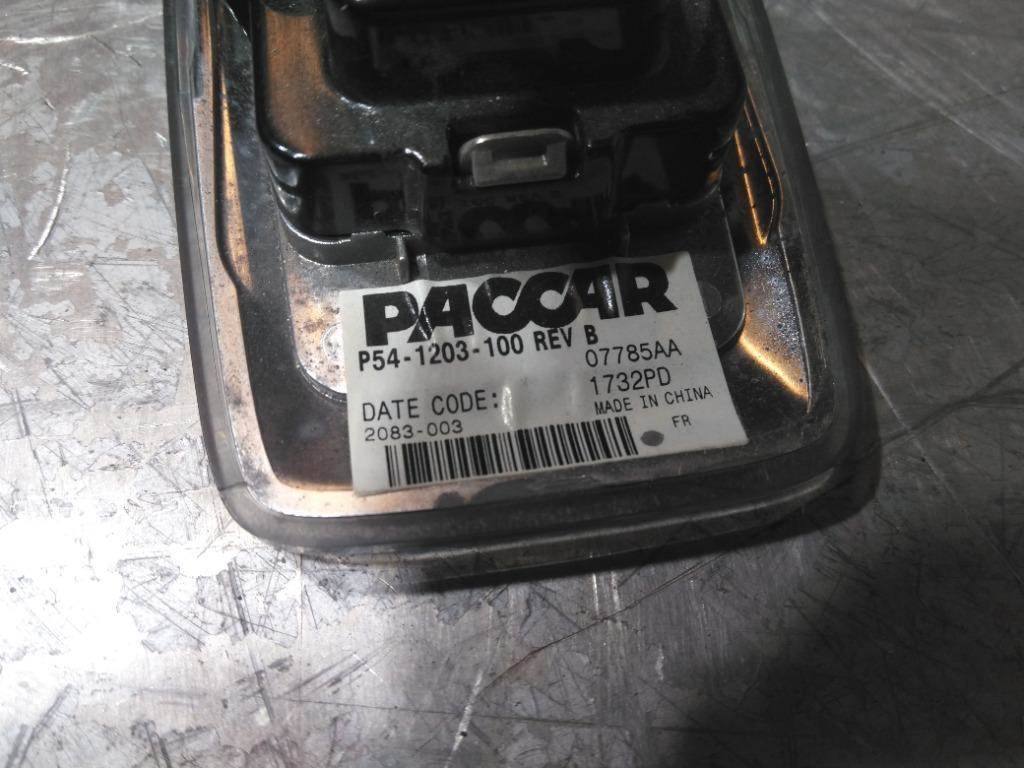 PACCAR
P54-1203-100 REV B
07785AA
DATE CODE: 1732PD
2083-003 MADE IN CHINA
FR